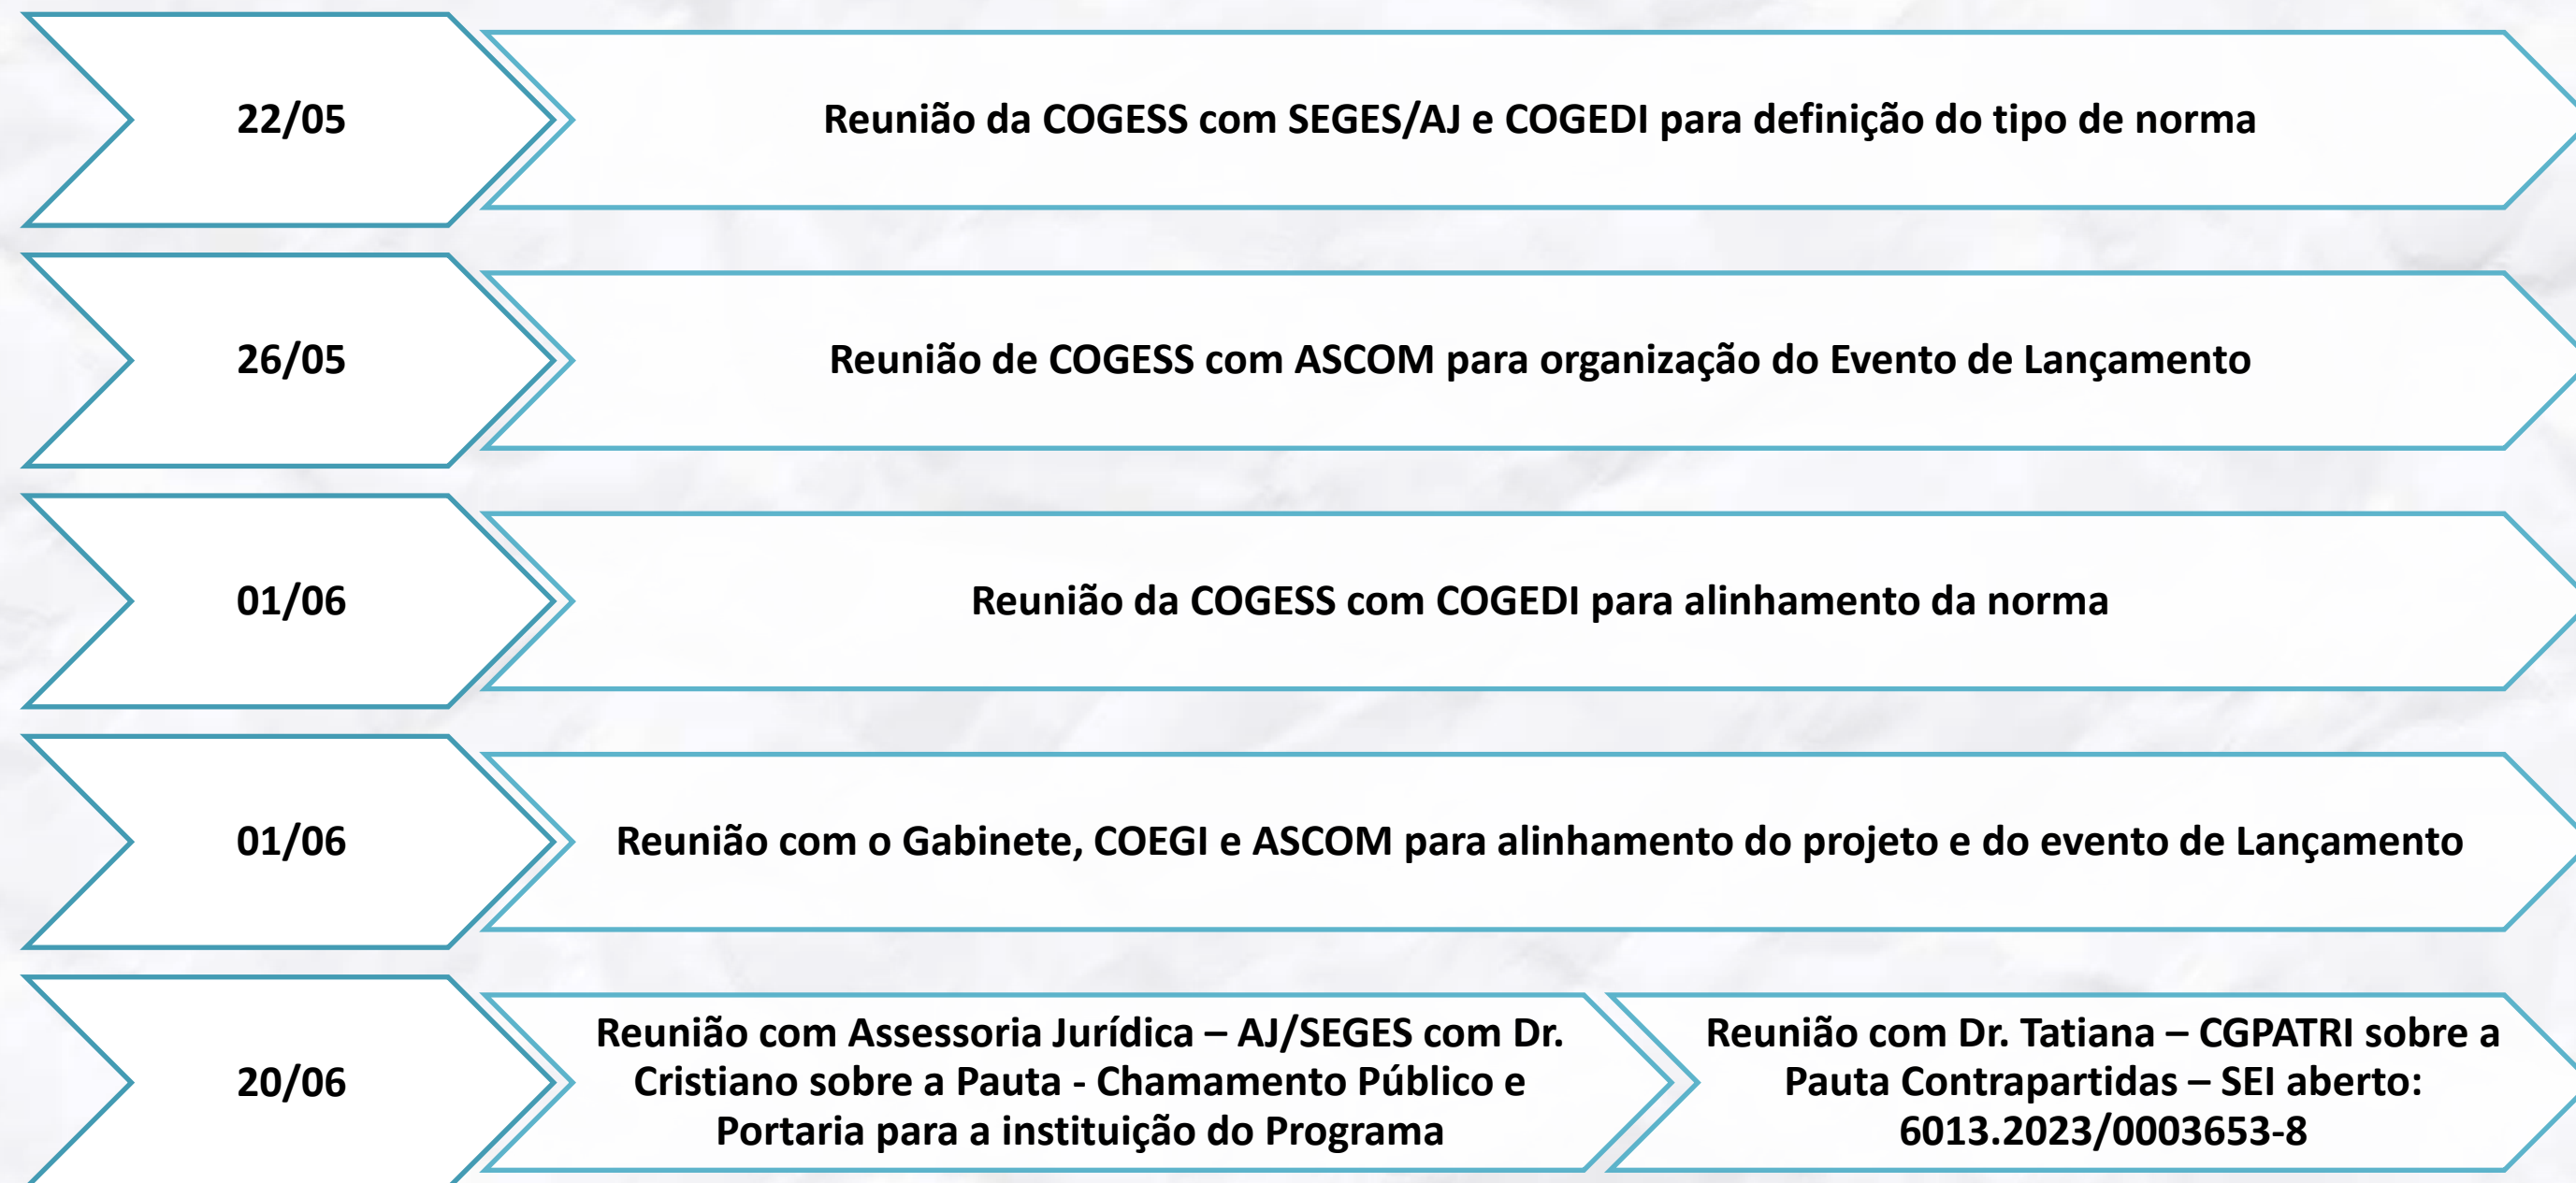 22/05
Reunião da COGESS com SEGES/AJ e COGEDI para definição do tipo de norma
26/05
Reunião de COGESS com ASCOM para organização do Evento de Lançamento
01/06
Reunião da COGESS com COGEDI para alinhamento da norma
01/06
Reunião com o Gabinete, COEGI e ASCOM para alinhamento do projeto e do evento de Lançamento
20/06
Reunião com Assessoria Jurídica – AJ/SEGES com Dr.
Cristiano sobre a Pauta - Chamamento Público e
Portaria para a instituição do Programa
Reunião com Dr. Tatiana – CGPATRI sobre a
Pauta Contrapartidas – SEI aberto:
6013.2023/0003653-8